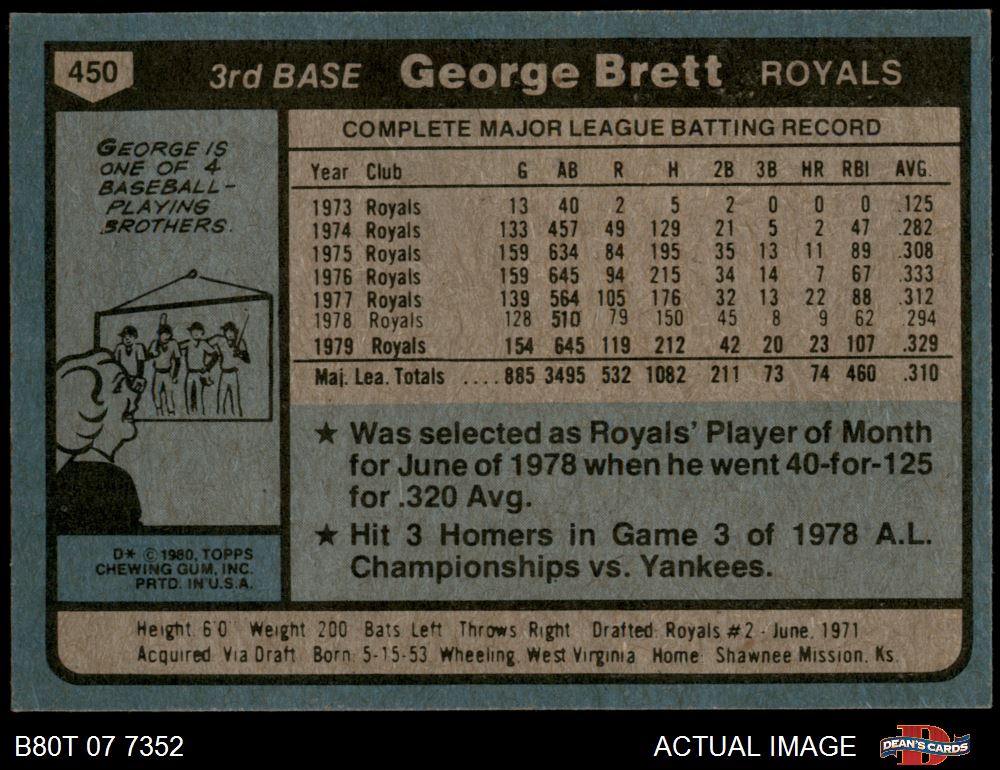 450 3rd BASE George Brett ROYALS
GEORGE IS
ONE OF 4
BASEBALL-
PLAYING
BROTHERS.
D* © 1980, TOPPS
CHEWING GUM, INC.
PRTD. IN U.S.A.
COMPLETE MAJOR LEAGUE BATTING RECORD
Year Club G AB R H 2B 3B HR RBI AVG.
1973 Royals 13 40 2 5 2 0 0 0 .125
1974 Royals 133 457 49 129 21 5 2 47 .282
1975 Royals 159 634 84 195 35 13 11 89 .308
1976 Royals 159 645 94 215 34 14 7 67 .333
1977 Royals 139 564 105 176 32 13 22 88 .312
1978 Royals 128 510 79 150 45 8 9 62 .294
1979 Royals 154 645 119 212 42 20 23 107 .329
Maj. Lea. Totals ....885 3495 532 1082 211 73 74 460 .310
★ Was selected as Royals' Player of Month
for June of 1978 when he went 40-for-125
for .320 Avg.
★ Hit 3 Homers in Game 3 of 1978 A.L.
Championships vs. Yankees.
Height 6'0" Weight 200 Bats Left Throws Right Drafted: Royals #2 - June, 1971
Acquired Via Draft Born: 5-15-53 Wheeling, West Virginia Home: Shawnee Mission, Ks.
B80T 07 7352 ACTUAL IMAGE DEAN'S CARDS